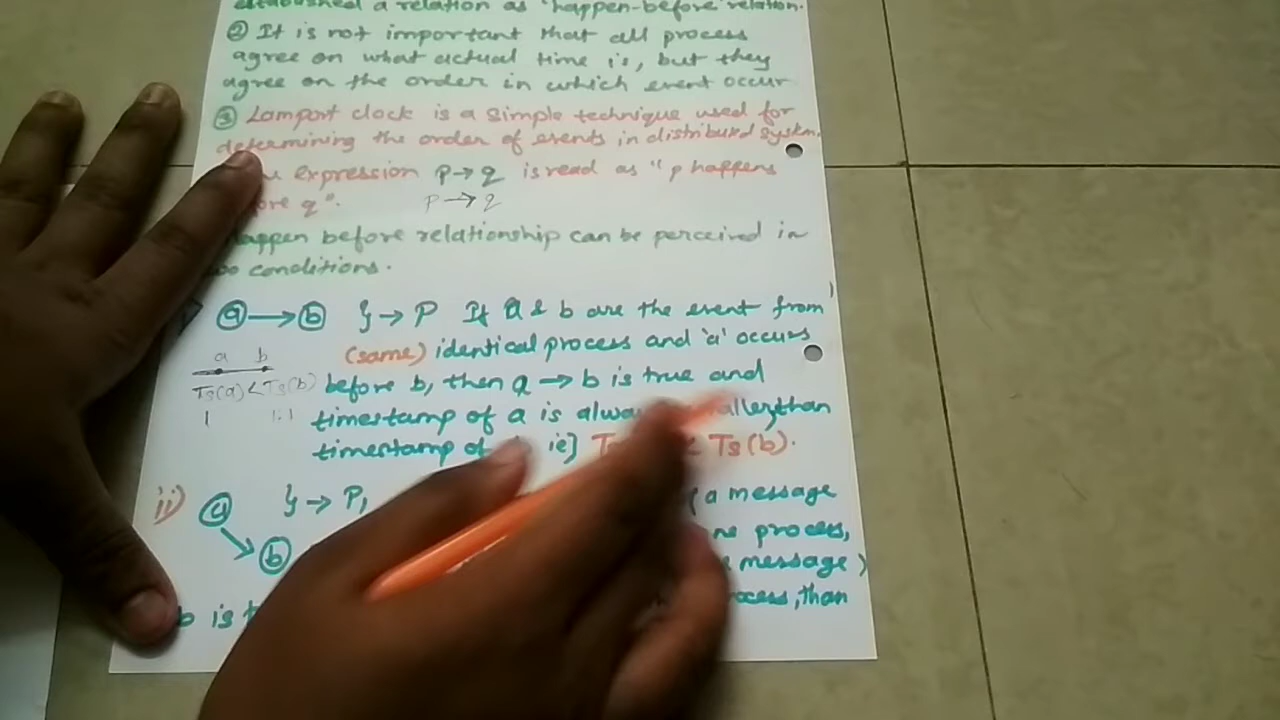 established a relation as "happen-before" relation.
② It is not important that all process
agree on what actual time is, but they
agree on the order in which event occur
③ Lamport clock is a simple technique used for
determining the order of events in distributed system.
expression p→q is read as "p happens
q".
p→q
happen before relationship can be perceived in
conditions.
ⓐ→ⓑ }→P If a & b are the event from
(same) identical process and 'a' occurs
a b
before b, then a→b is true and
Ts(a)<Ts(b)
timestamp of a is than
1 1.1
timestamp of ie] < Ts(b).
ii) ⓐ }→P1 a message
ⓑ process,
message)
b is than